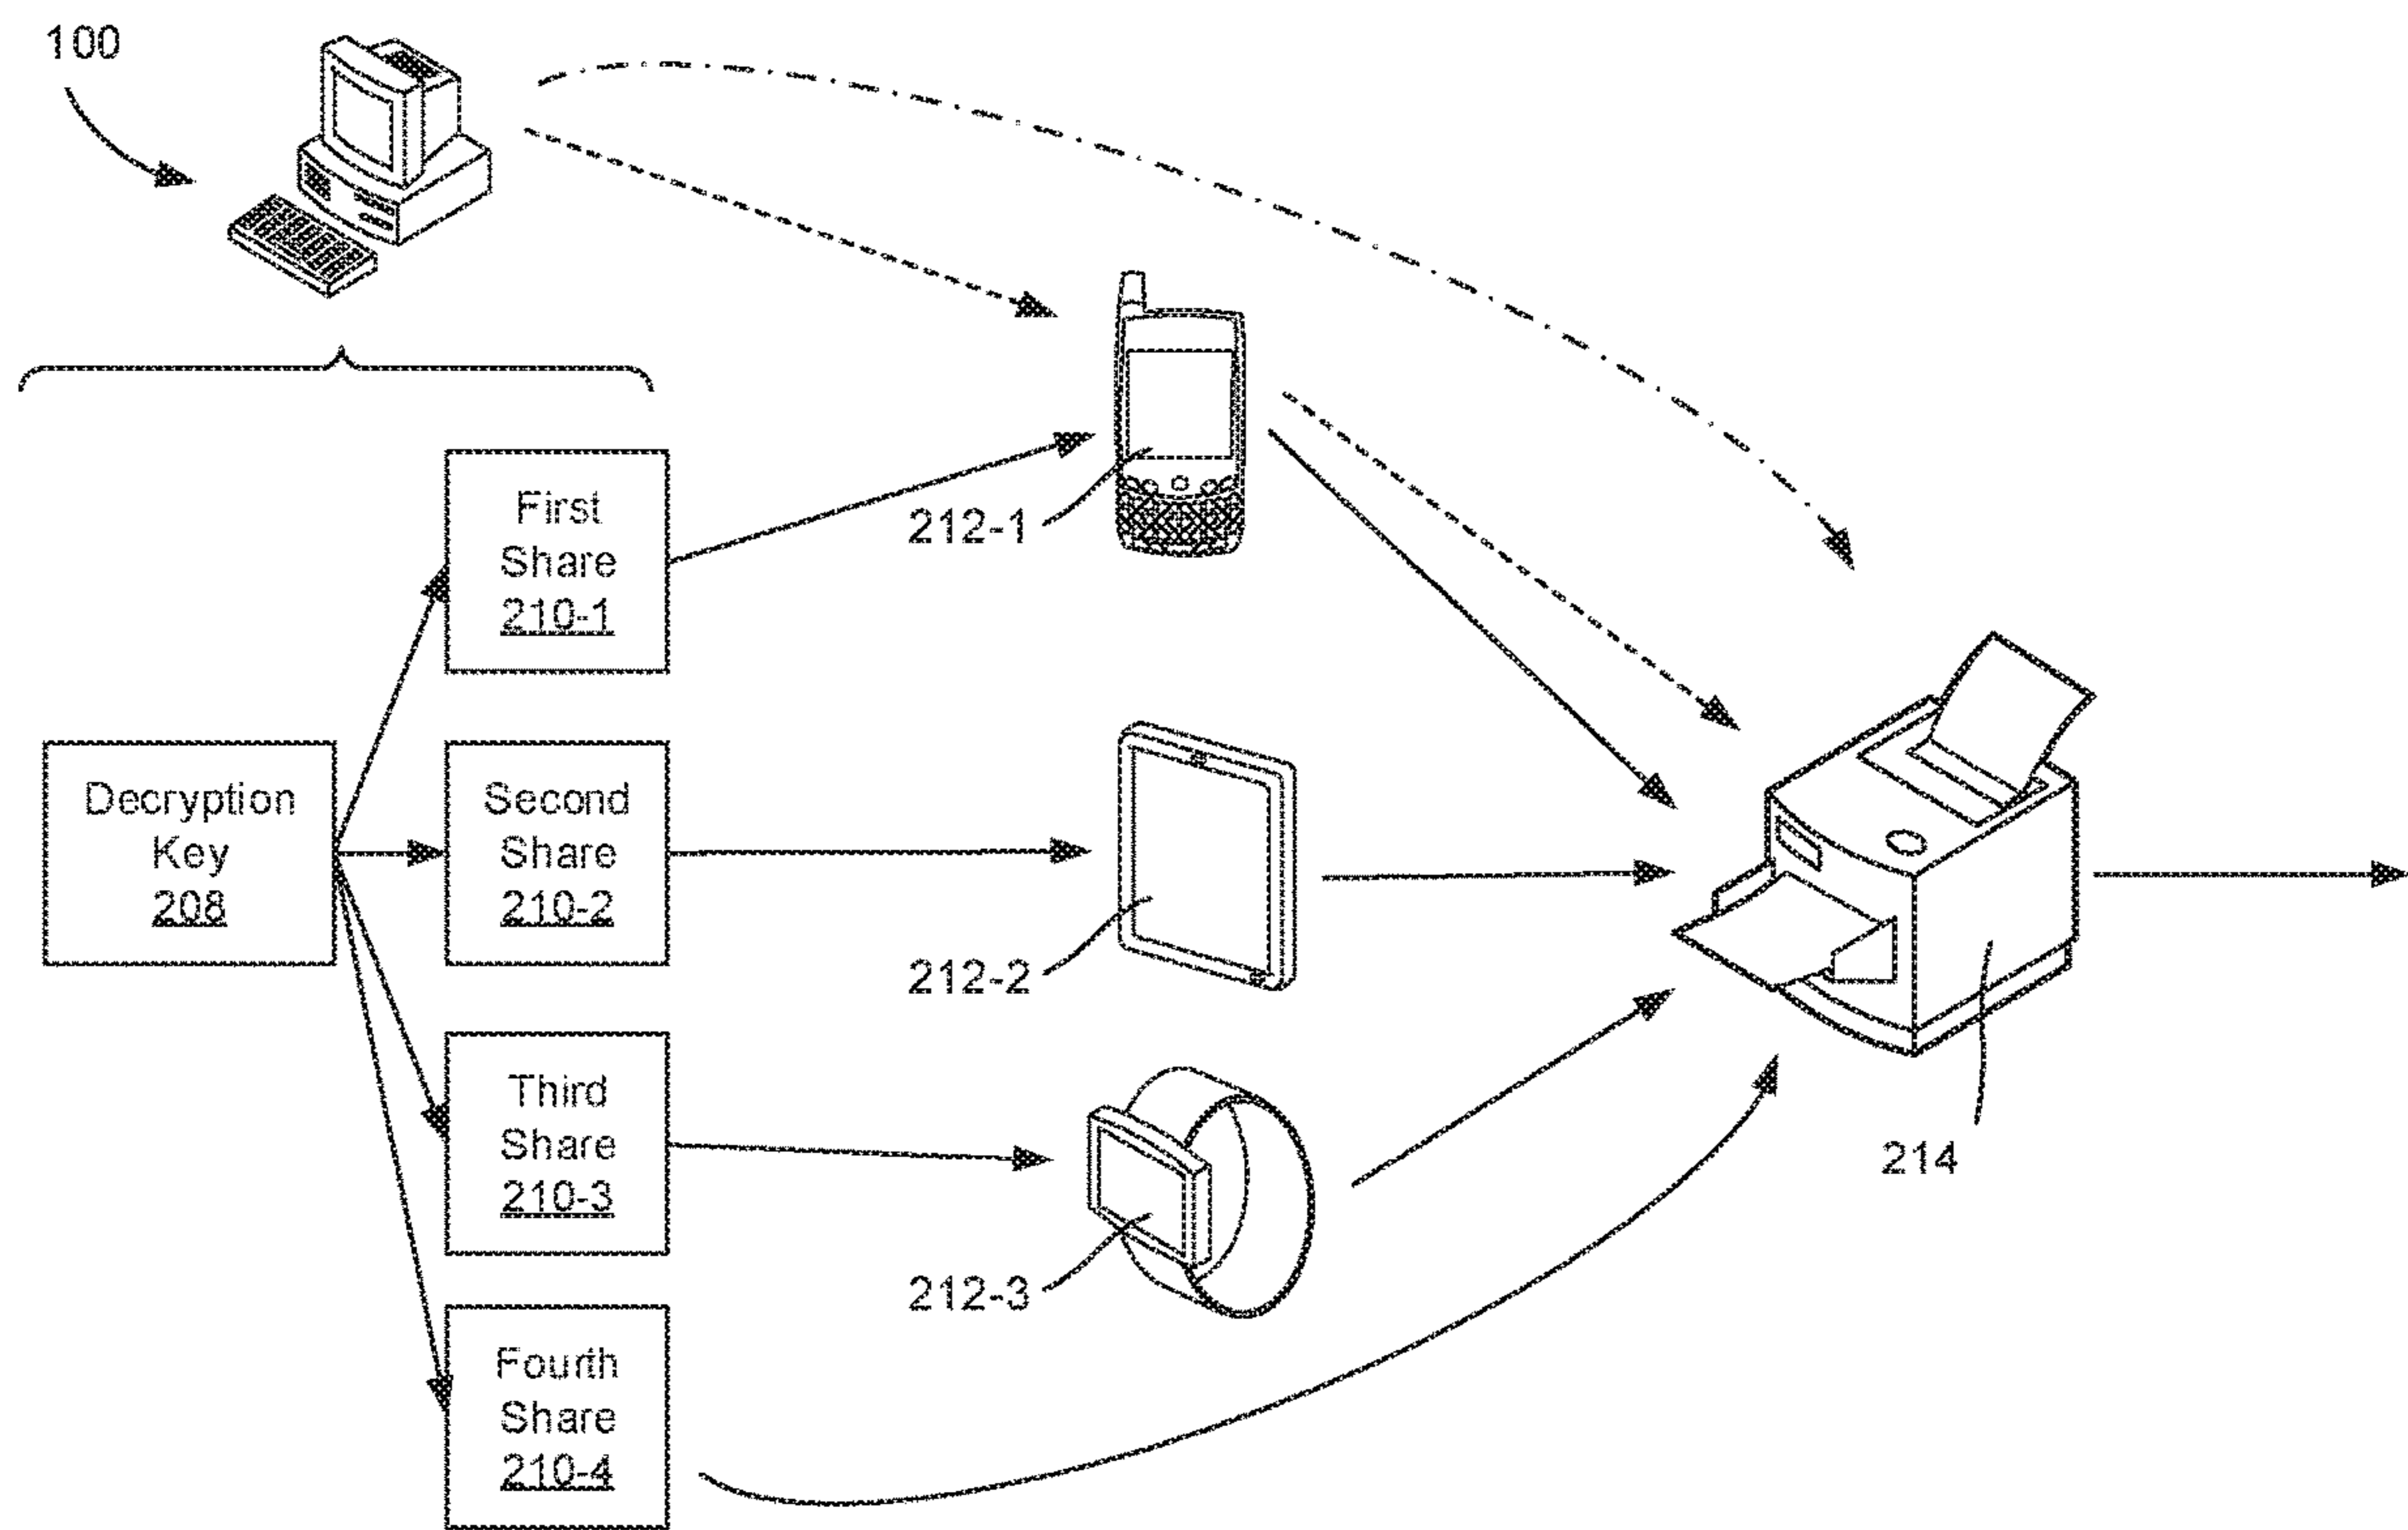 100
First
Share
210-1
212-1
Decryption
Key
208
Second
Share
210-2
212-2
Third
Share
210-3
212-3
214
Fourth
Share
210-4